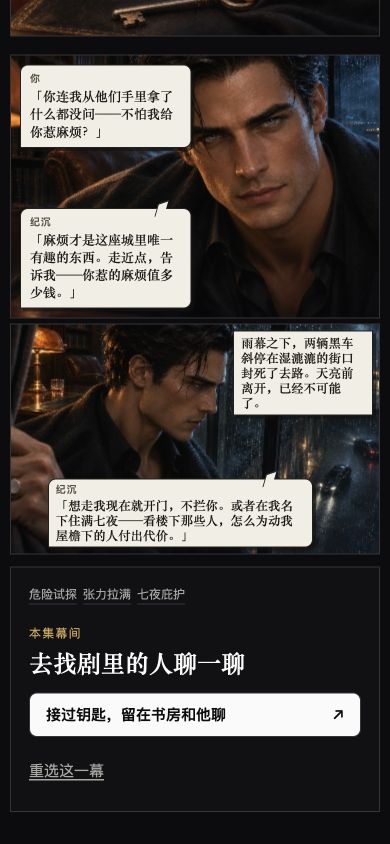 你
「你连我从他们手里拿了
什么都没问——不怕我给
你惹麻烦？」
纪沉
「麻烦才是这座城里唯一
有趣的东西。走近点，告
诉我——你惹的麻烦值多
少钱。」
雨幕之下，两辆黑车
斜停在湿漉漉的街口
封死了去路。天亮前
离开，已经不可能
了。
纪沉
「想走我现在就开门，不拦你。或者在我名
下住满七夜——看楼下那些人，怎么为动我
屋檐下的人付出代价。」
危险试探 张力拉满 七夜庇护
本集幕间
去找剧里的人聊一聊
接过钥匙，留在书房和他聊
重选这一幕